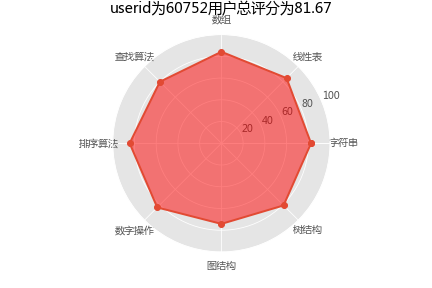 userid为60752用户总评分为81.67
数组
查找算法
线性表
100
80
60
40
20
排序算法
字符串
数字操作
树结构
图结构